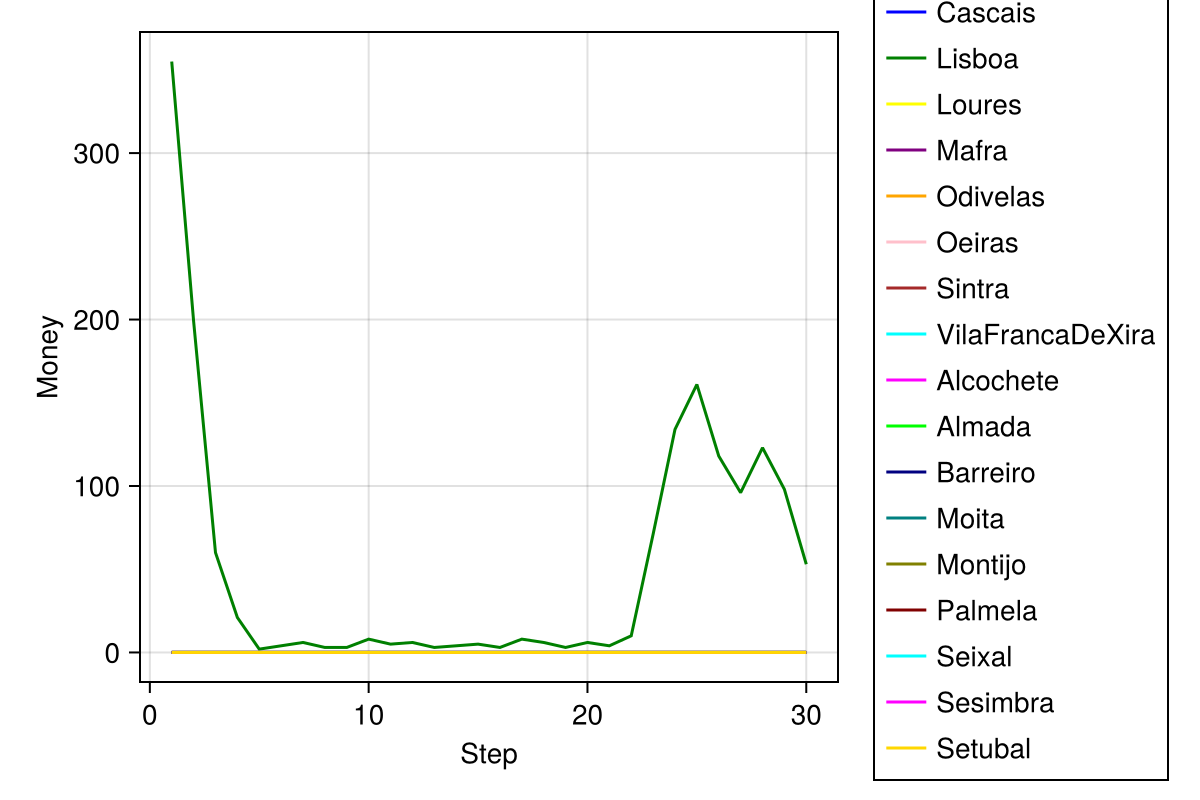 Cascais
Lisboa
Loures
Mafra
Odivelas
Oeiras
Sintra
VilaFrancaDeXira
Alcochete
Almada
Barreiro
Moita
Montijo
Palmela
Seixal
Sesimbra
Setubal
Money
300
200
100
0
0
10
20
30
Step